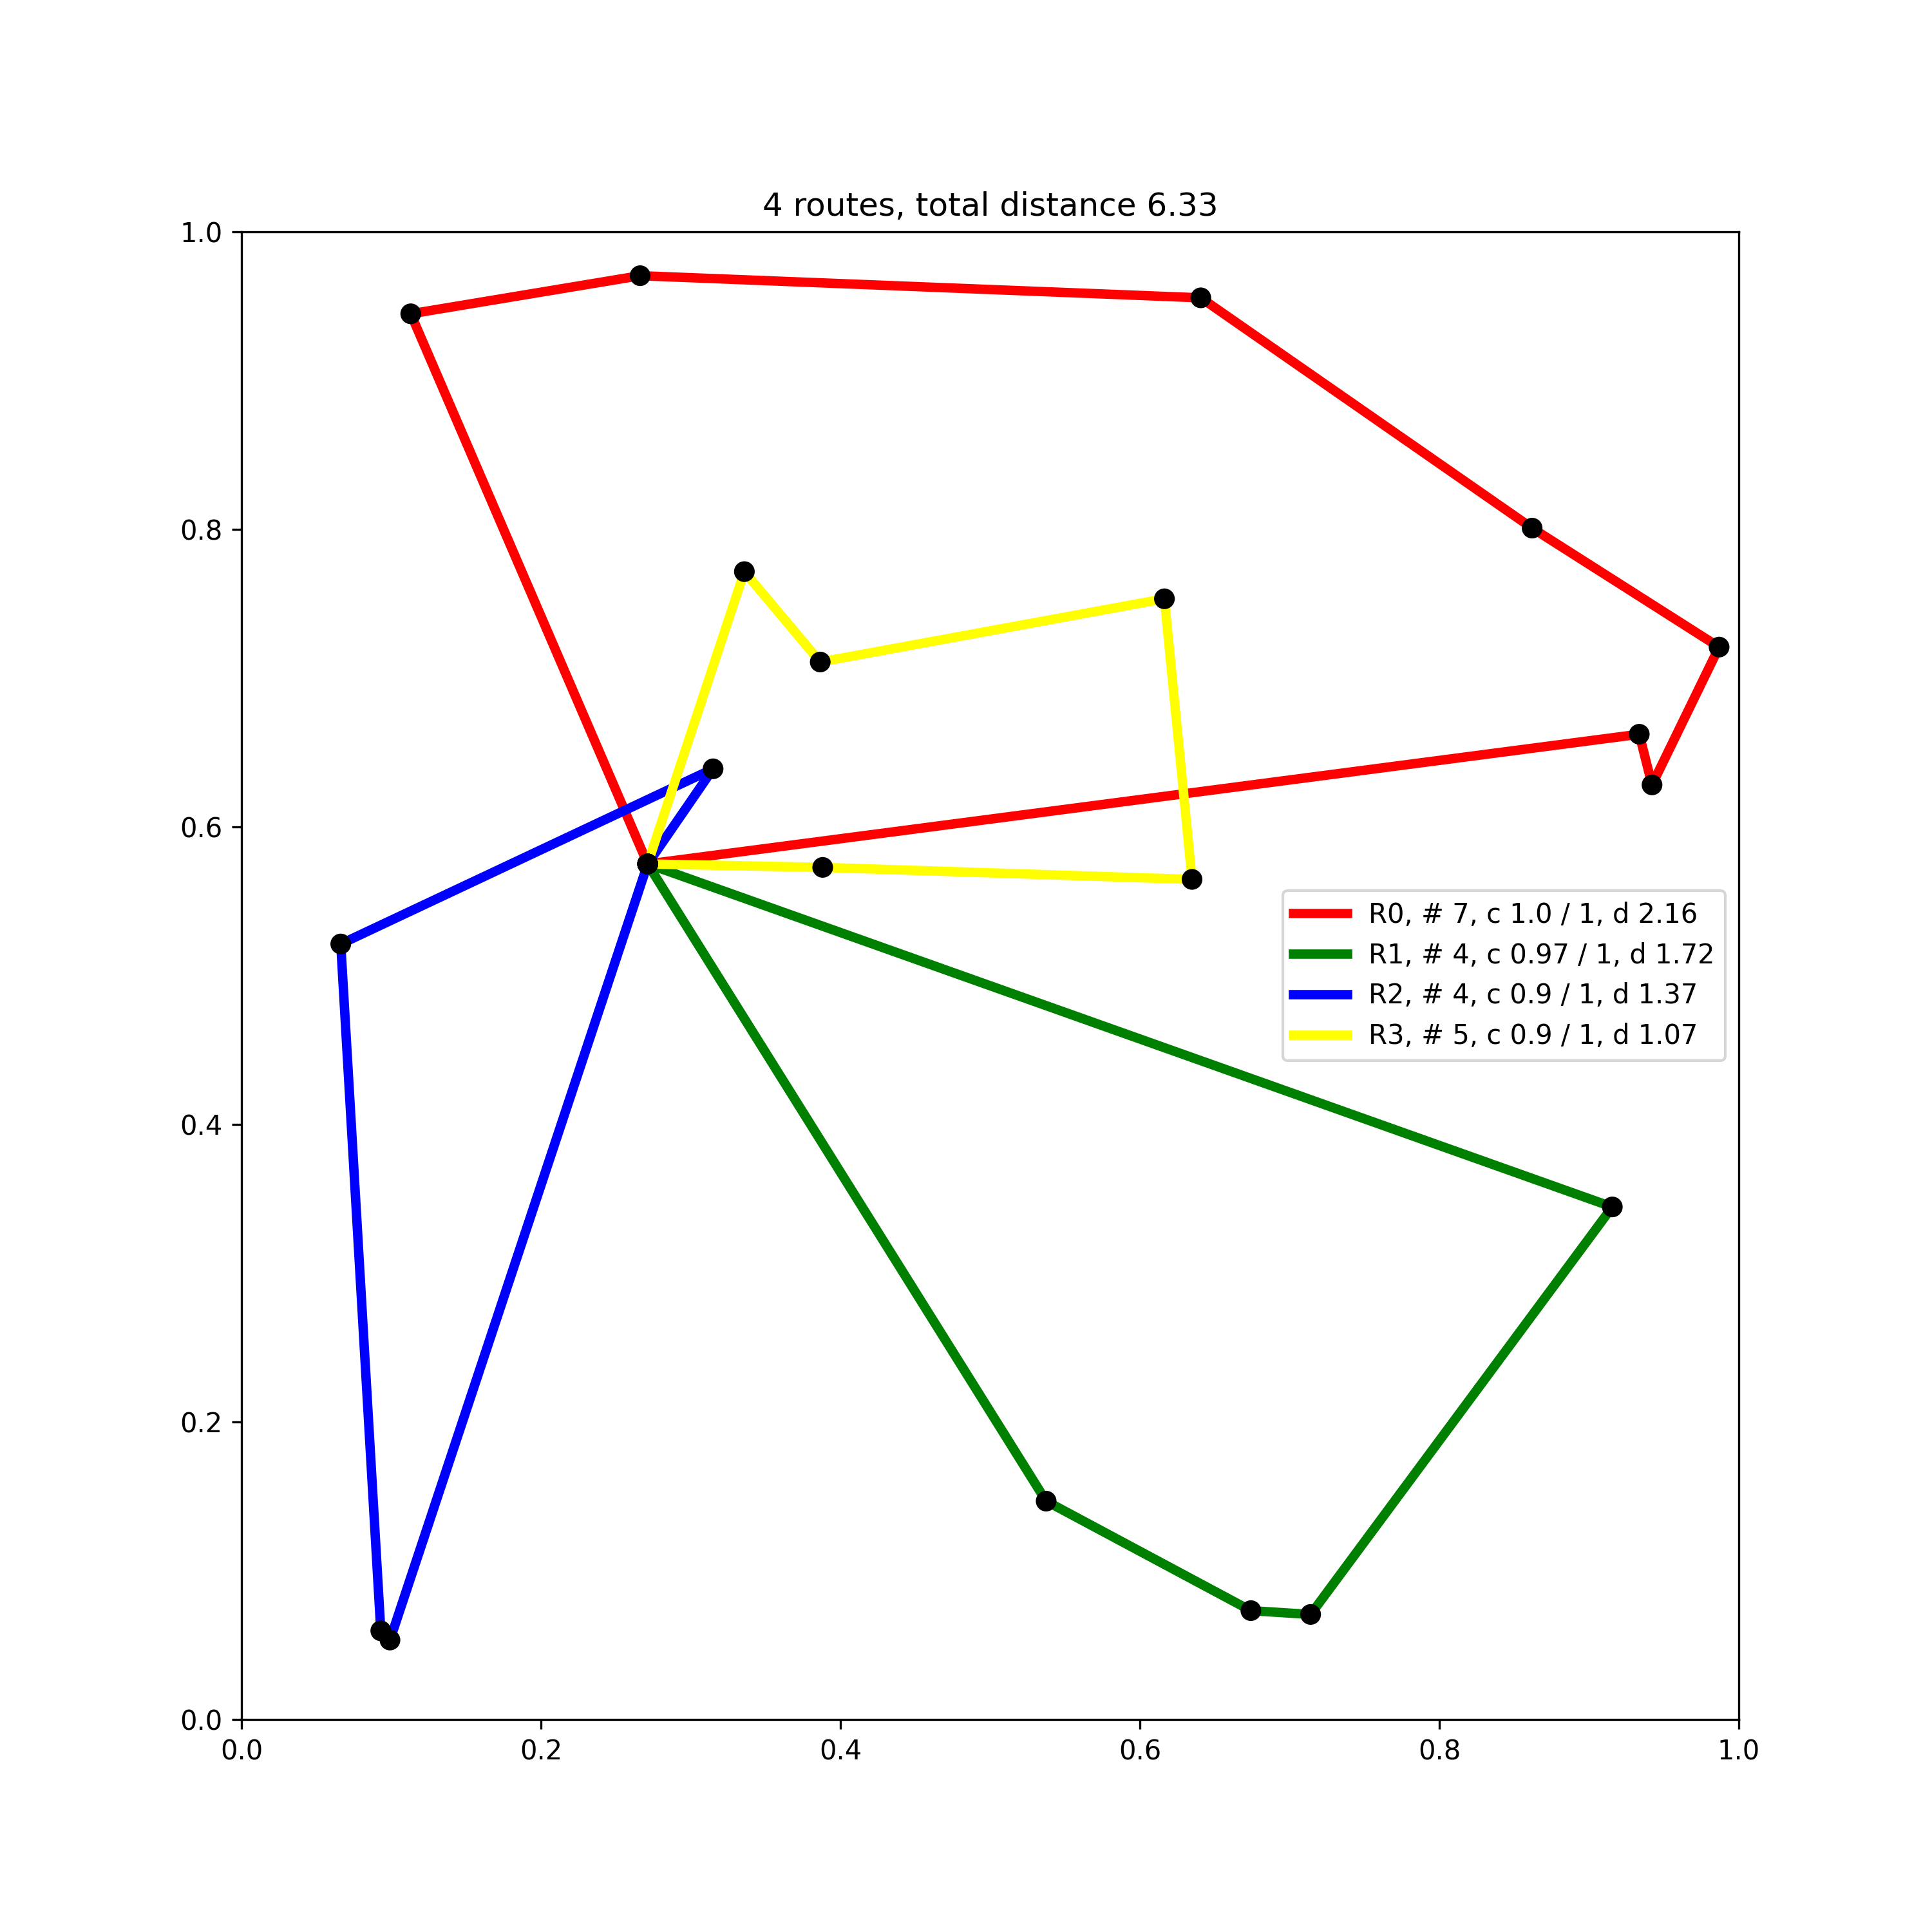 4 routes, total distance 6.33
1.0
0.8
0.6
0.4
0.2
0.0
R0, # 7, c 1.0 / 1, d 2.16
R1, # 4, c 0.97 / 1, d 1.72
R2, # 4, c 0.9 / 1, d 1.37
R3, # 5, c 0.9 / 1, d 1.07
0.0 0.2 0.4 0.6 0.8 1.0